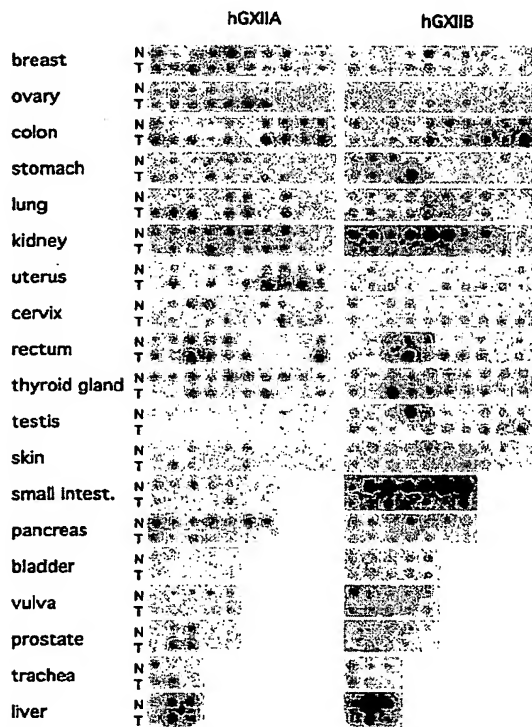 hGXIIA hGXIIB
breast N
T
ovary N
T
colon N
T
stomach N
T
lung N
T
kidney N
T
uterus N
T
cervix N
T
rectum N
T
thyroid gland N
T
testis N
T
skin N
T
small intest. N
T
pancreas N
T
bladder N
T
vulva N
T
prostate N
T
trachea N
T
liver N
T